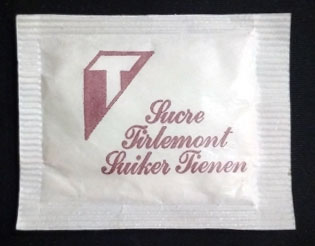 T
Sucre
Tirlemont
Suiker Tienen